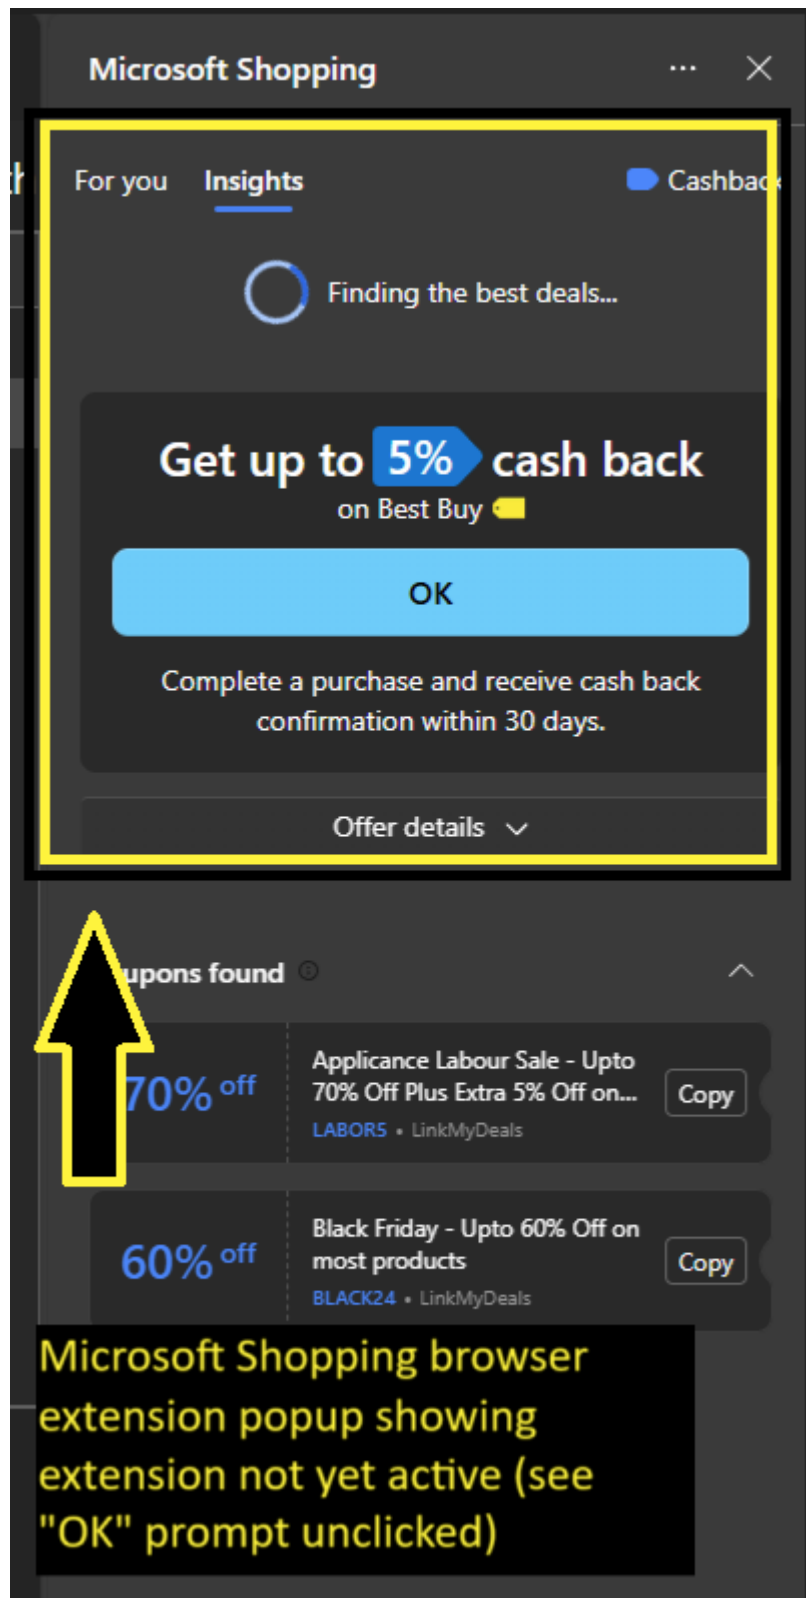 Microsoft Shopping
For you Insights Cashback
Finding the best deals...
Get up to 5% cash back
on Best Buy
OK
Complete a purchase and receive cash back
confirmation within 30 days.
Offer details
upons found
70% off
Applicance Labour Sale - Upto
70% Off Plus Extra 5% Off on...
LABOR5 • LinkMyDeals
Copy
60% off
Black Friday - Upto 60% Off on
most products
BLACK24 • LinkMyDeals
Copy
Microsoft Shopping browser
extension popup showing
extension not yet active (see
"OK" prompt unclicked)